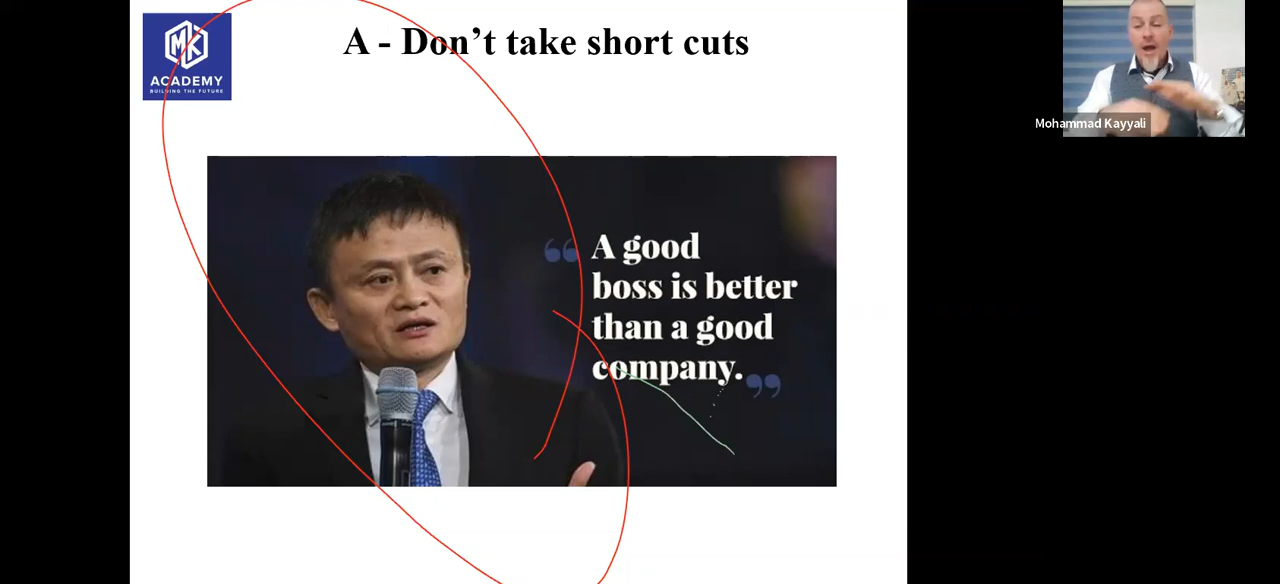 MK
ACADEMY
BUILDING THE FUTURE
A - Don’t take short cuts
“ A good
boss is better
than a good
company. ”
Mohammad Kayyali